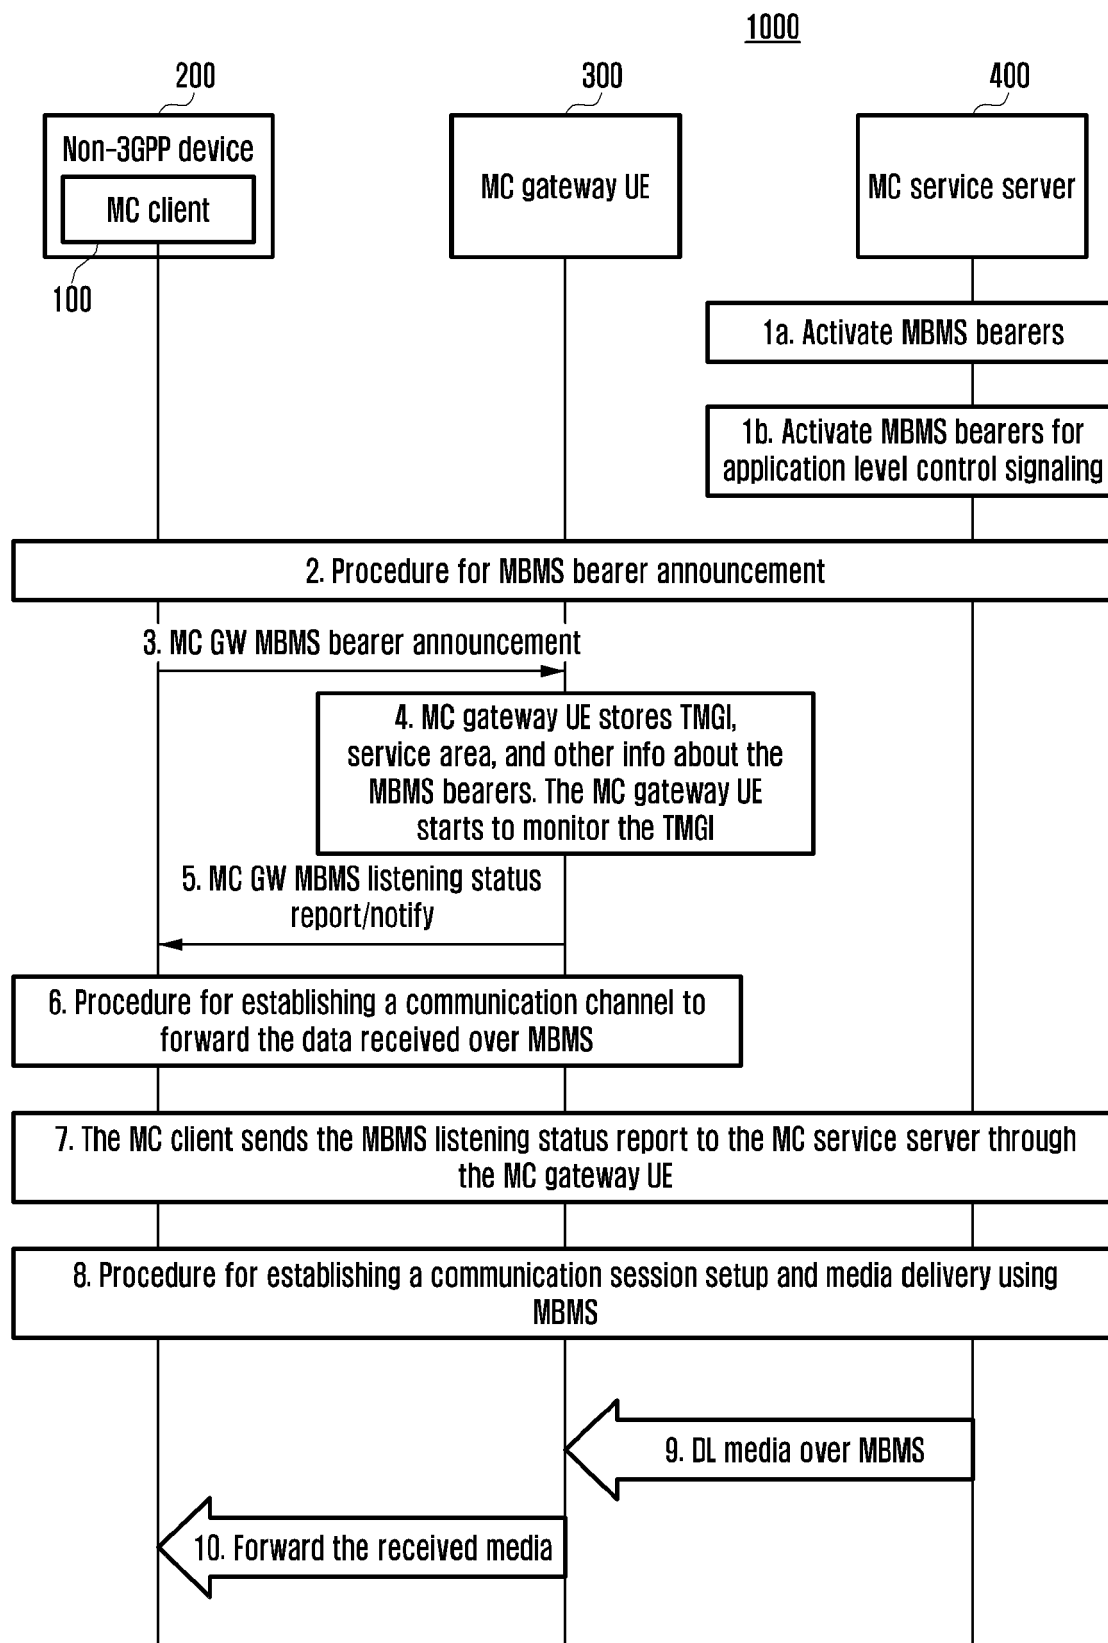 1000
200
300
400
Non-3GPP device
MC client
100
MC gateway UE
MC service server
1a. Activate MBMS bearers
1b. Activate MBMS bearers for
application level control signaling
2. Procedure for MBMS bearer announcement
3. MC GW MBMS bearer announcement
4. MC gateway UE stores TMGI,
service area, and other info about the
MBMS bearers. The MC gateway UE
starts to monitor the TMGI
5. MC GW MBMS listening status
report/notify
6. Procedure for establishing a communication channel to
forward the data received over MBMS
7. The MC client sends the MBMS listening status report to the MC service server through
the MC gateway UE
8. Procedure for establishing a communication session setup and media delivery using
MBMS
9. DL media over MBMS
10. Forward the received media